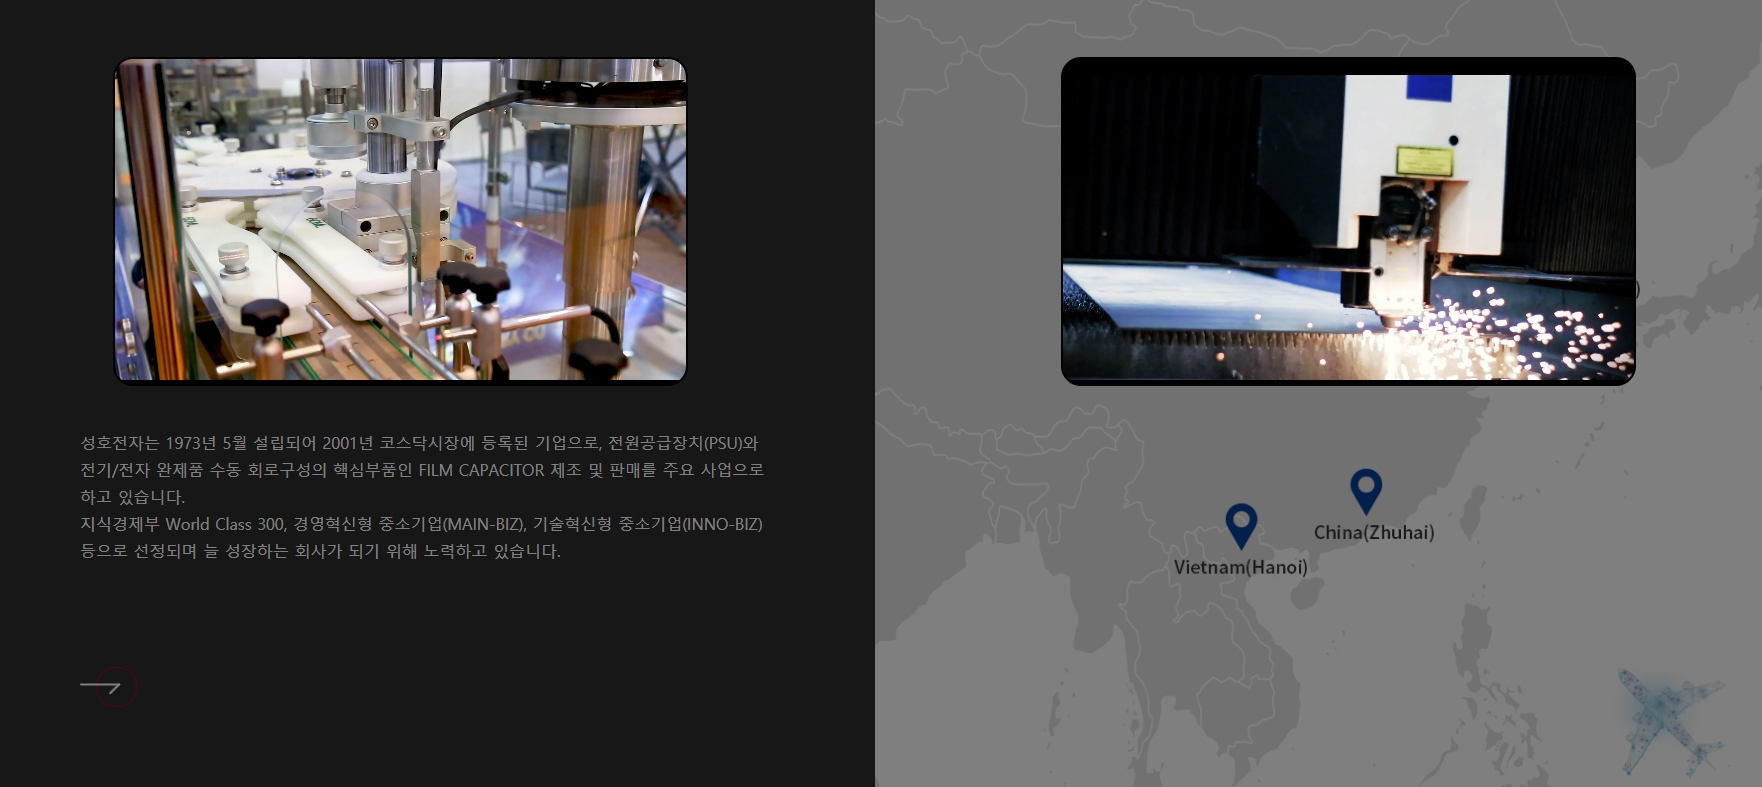 성호전자는 1973년 5월 설립되어 2001년 코스닥시장에 등록된 기업으로, 전원공급장치(PSU)와
전기/전자 완제품 수동 회로구성의 핵심부품인 FILM CAPACITOR 제조 및 판매를 주요 사업으로
하고 있습니다.
지식경제부 World Class 300, 경영혁신형 중소기업(MAIN-BIZ), 기술혁신형 중소기업(INNO-BIZ)
등으로 선정되며 늘 성장하는 회사가 되기 위해 노력하고 있습니다.
China(Zhuhai)
Vietnam(Hanoi)